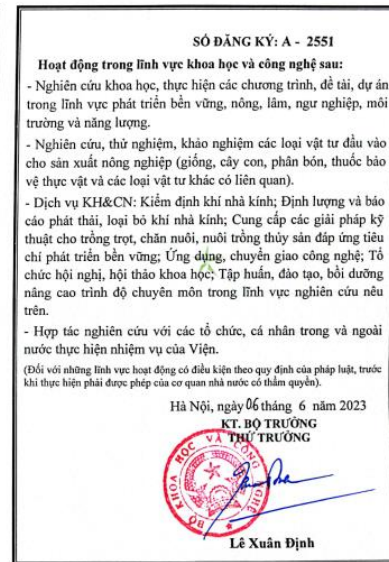 SỐ ĐĂNG KÝ: A - 2551
Hoạt động trong lĩnh vực khoa học và công nghệ sau:
- Nghiên cứu khoa học, thực hiện các chương trình, đề tài, dự án
trong lĩnh vực phát triển bền vững, nông, lâm, ngư nghiệp, môi
trường và năng lượng.
- Nghiên cứu, thử nghiệm, khảo nghiệm các loại vật tư đầu vào
cho sản xuất nông nghiệp (giống, cây con, phân bón, thuốc bảo
vệ thực vật và các loại vật tư khác có liên quan).
- Dịch vụ KH&CN: Kiểm định khí nhà kính; Định lượng và báo
cáo phát thải, loại bỏ khí nhà kính; Cung cấp các giải pháp kỹ
thuật cho trồng trọt, chăn nuôi, nuôi trồng thủy sản đáp ứng tiêu
chí phát triển bền vững; Ứng dụng, chuyển giao công nghệ; Tổ
chức hội nghị, hội thảo khoa học; Tập huấn, đào tạo, bồi dưỡng
nâng cao trình độ chuyên môn trong lĩnh vực nghiên cứu nêu
trên.
- Hợp tác nghiên cứu với các tổ chức, cá nhân trong và ngoài
nước thực hiện nhiệm vụ của Viện.
(Đối với những lĩnh vực hoạt động có điều kiện theo quy định của pháp luật, trước
khi thực hiện phải được phép của cơ quan nhà nước có thẩm quyền).
Hà Nội, ngày 06 tháng 6 năm 2023
KT. BỘ TRƯỞNG
THỨ TRƯỞNG
BỘ KHOA HỌC VÀ CÔNG NGHỆ
Lê Xuân Định